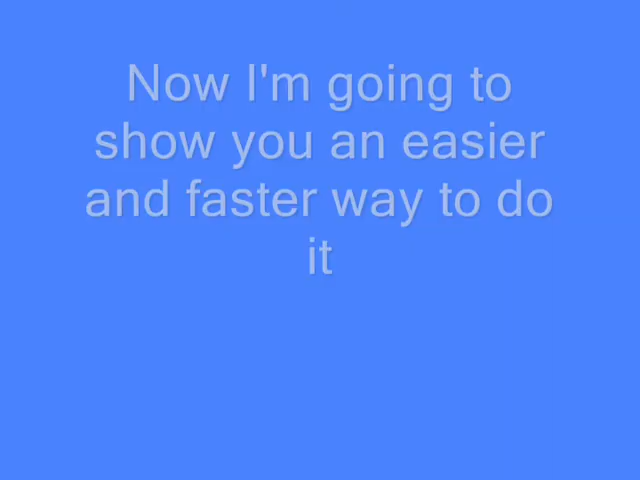 Now I'm going to
show you an easier
and faster way to do
it